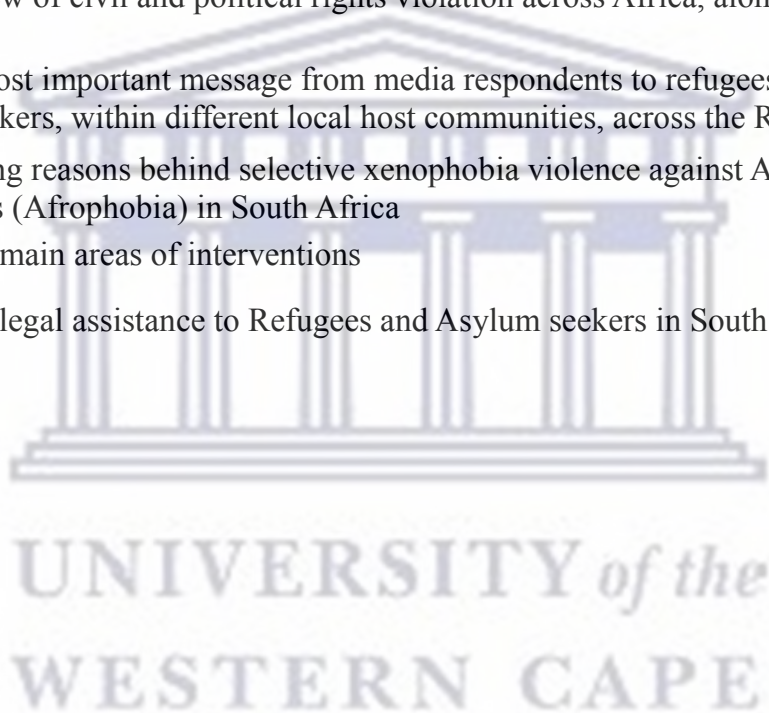 w of civil and political rights violation across Africa, alon
ost important message from media respondents to refugees
kers, within different local host communities, across the R
ng reasons behind selective xenophobia violence against A
s (Afrophobia) in South Africa
main areas of interventions
legal assistance to Refugees and Asylum seekers in South
UNIVERSITY of the
WESTERN CAPE